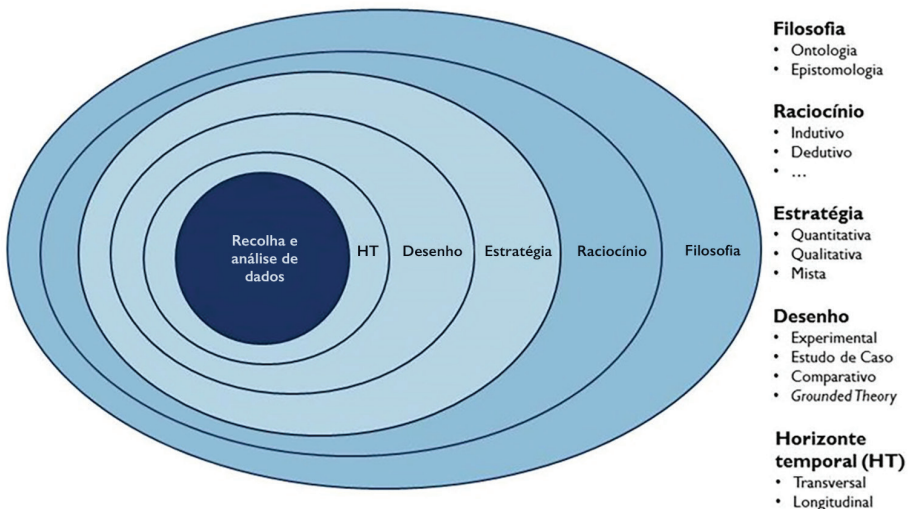 Recolha e
análise de
dados
HT
Desenho
Estratégia
Raciocínio
Filosofia
Filosofia
• Ontologia
• Epistomologia
Raciocínio
• Indutivo
• Dedutivo
• ...
Estratégia
• Quantitativa
• Qualitativa
• Mista
Desenho
• Experimental
• Estudo de Caso
• Comparativo
• Grounded Theory
Horizonte
temporal (HT)
• Transversal
• Longitudinal